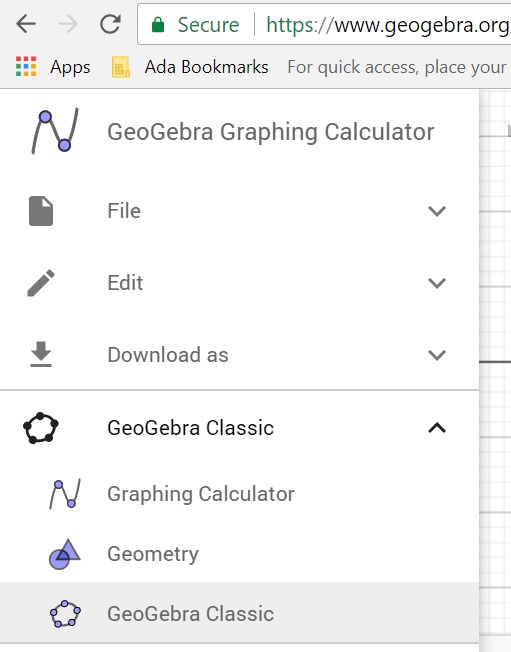 Secure https://www.geogebra.org
Apps Ada Bookmarks For quick access, place your
GeoGebra Graphing Calculator
File
Edit
Download as
GeoGebra Classic
Graphing Calculator
Geometry
GeoGebra Classic